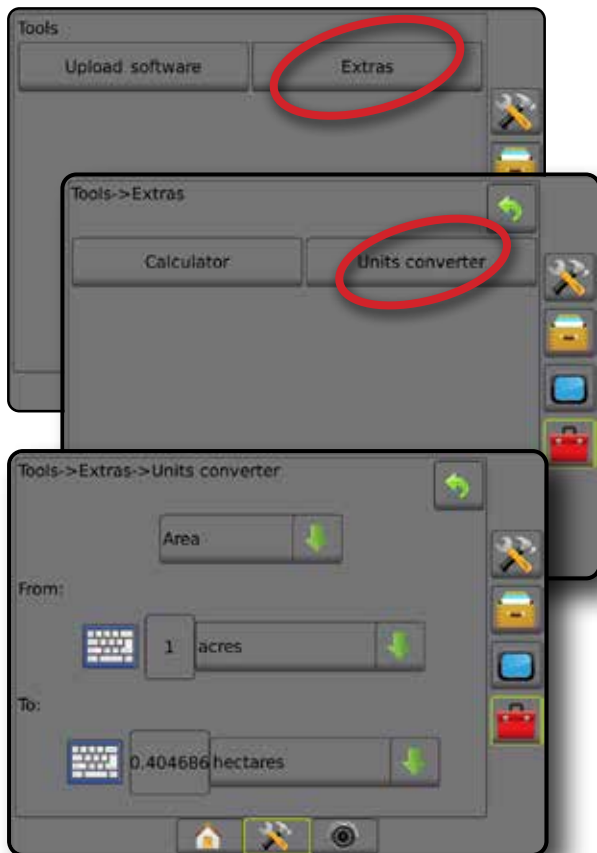 Tools
Upload software Extras
Tools->Extras
Calculator Units converter
Tools->Extras->Units converter
Area
From:
1 acres
To:
0.404686 hectares